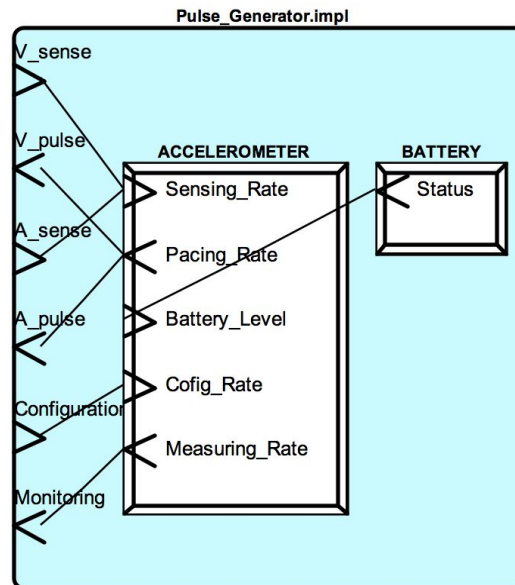 Pulse_Generator.impl
V_sense
V_pulse
A_sense
A_pulse
Configuration
Monitoring
ACCELEROMETER
Sensing_Rate
Pacing_Rate
Battery_Level
Cofig_Rate
Measuring_Rate
BATTERY
Status